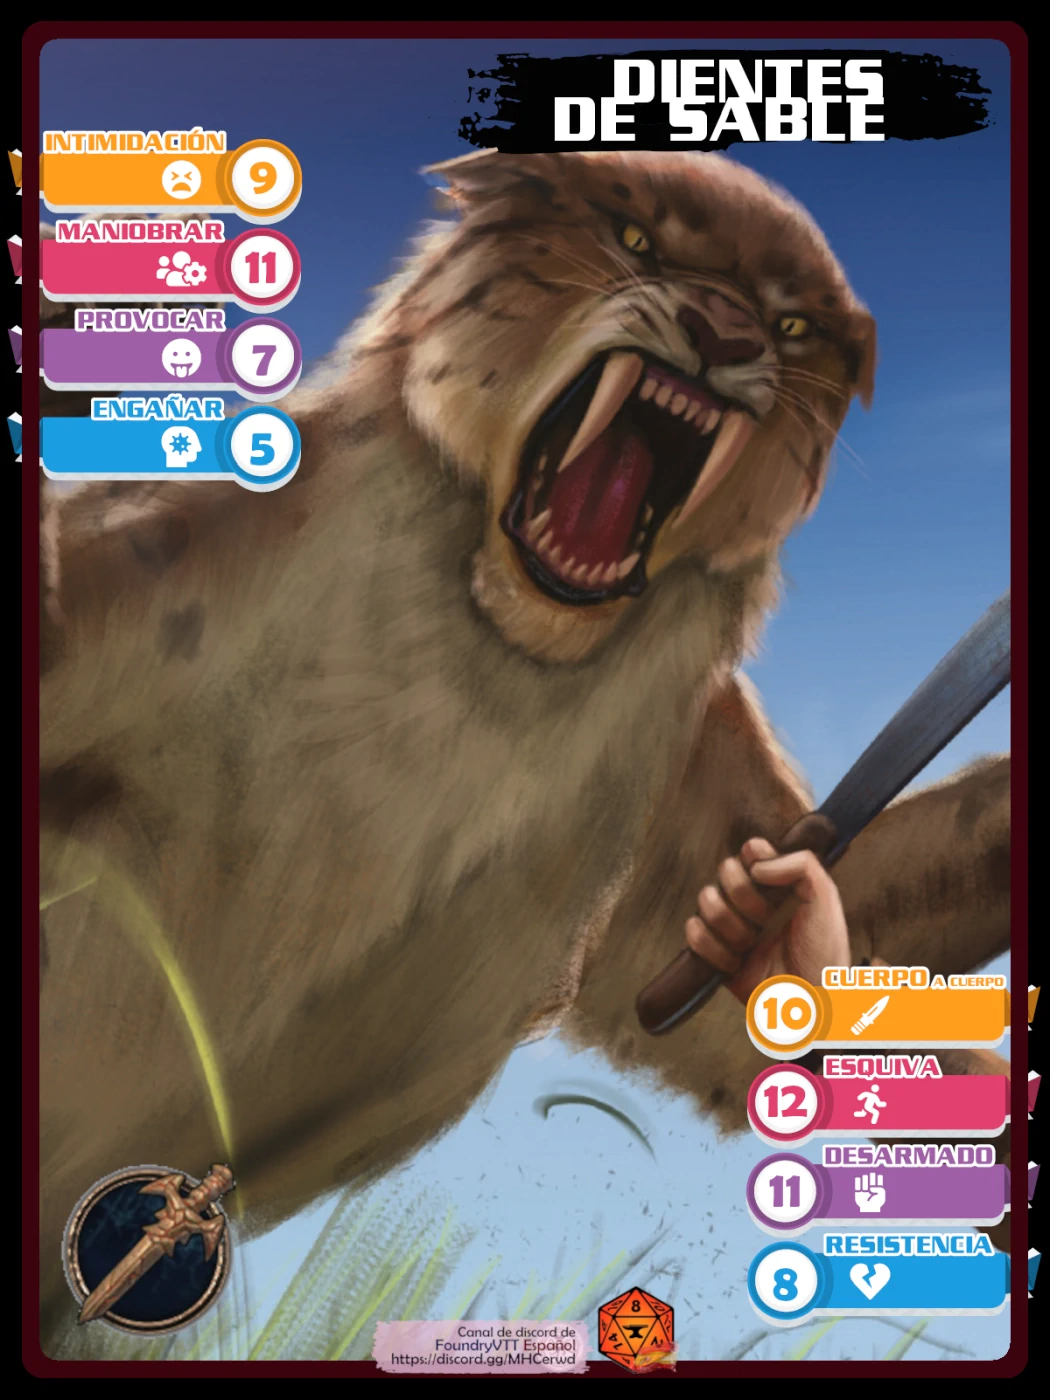 DIENTES
DE SABLE
INTIMIDACIÓN
9
MANIOBRAR
11
PROVOCAR
7
ENGAÑAR
5
CUERPO A CUERPO
10
ESQUIVA
12
DESARMADO
11
RESISTENCIA
8
8
Canal de discord de
FoundryVTT Español
https://discord.gg/MHCerwd